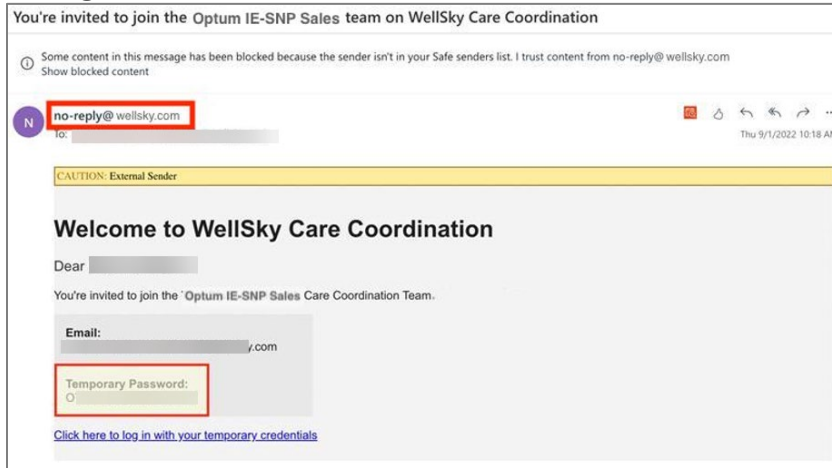 You're invited to join the Optum IE-SNP Sales team on WellSky Care Coordination
Some content in this message has been blocked because the sender isn't in your Safe senders list. I trust content from no-reply@ wellsky.com
Show blocked content
N
no-reply@ wellsky.com
To:
Thu 9/1/2022 10:18 AM
CAUTION: External Sender
Welcome to WellSky Care Coordination
Dear
You're invited to join the Optum IE-SNP Sales Care Coordination Team.
Email:
y.com
Temporary Password:
O
Click here to log in with your temporary credentials